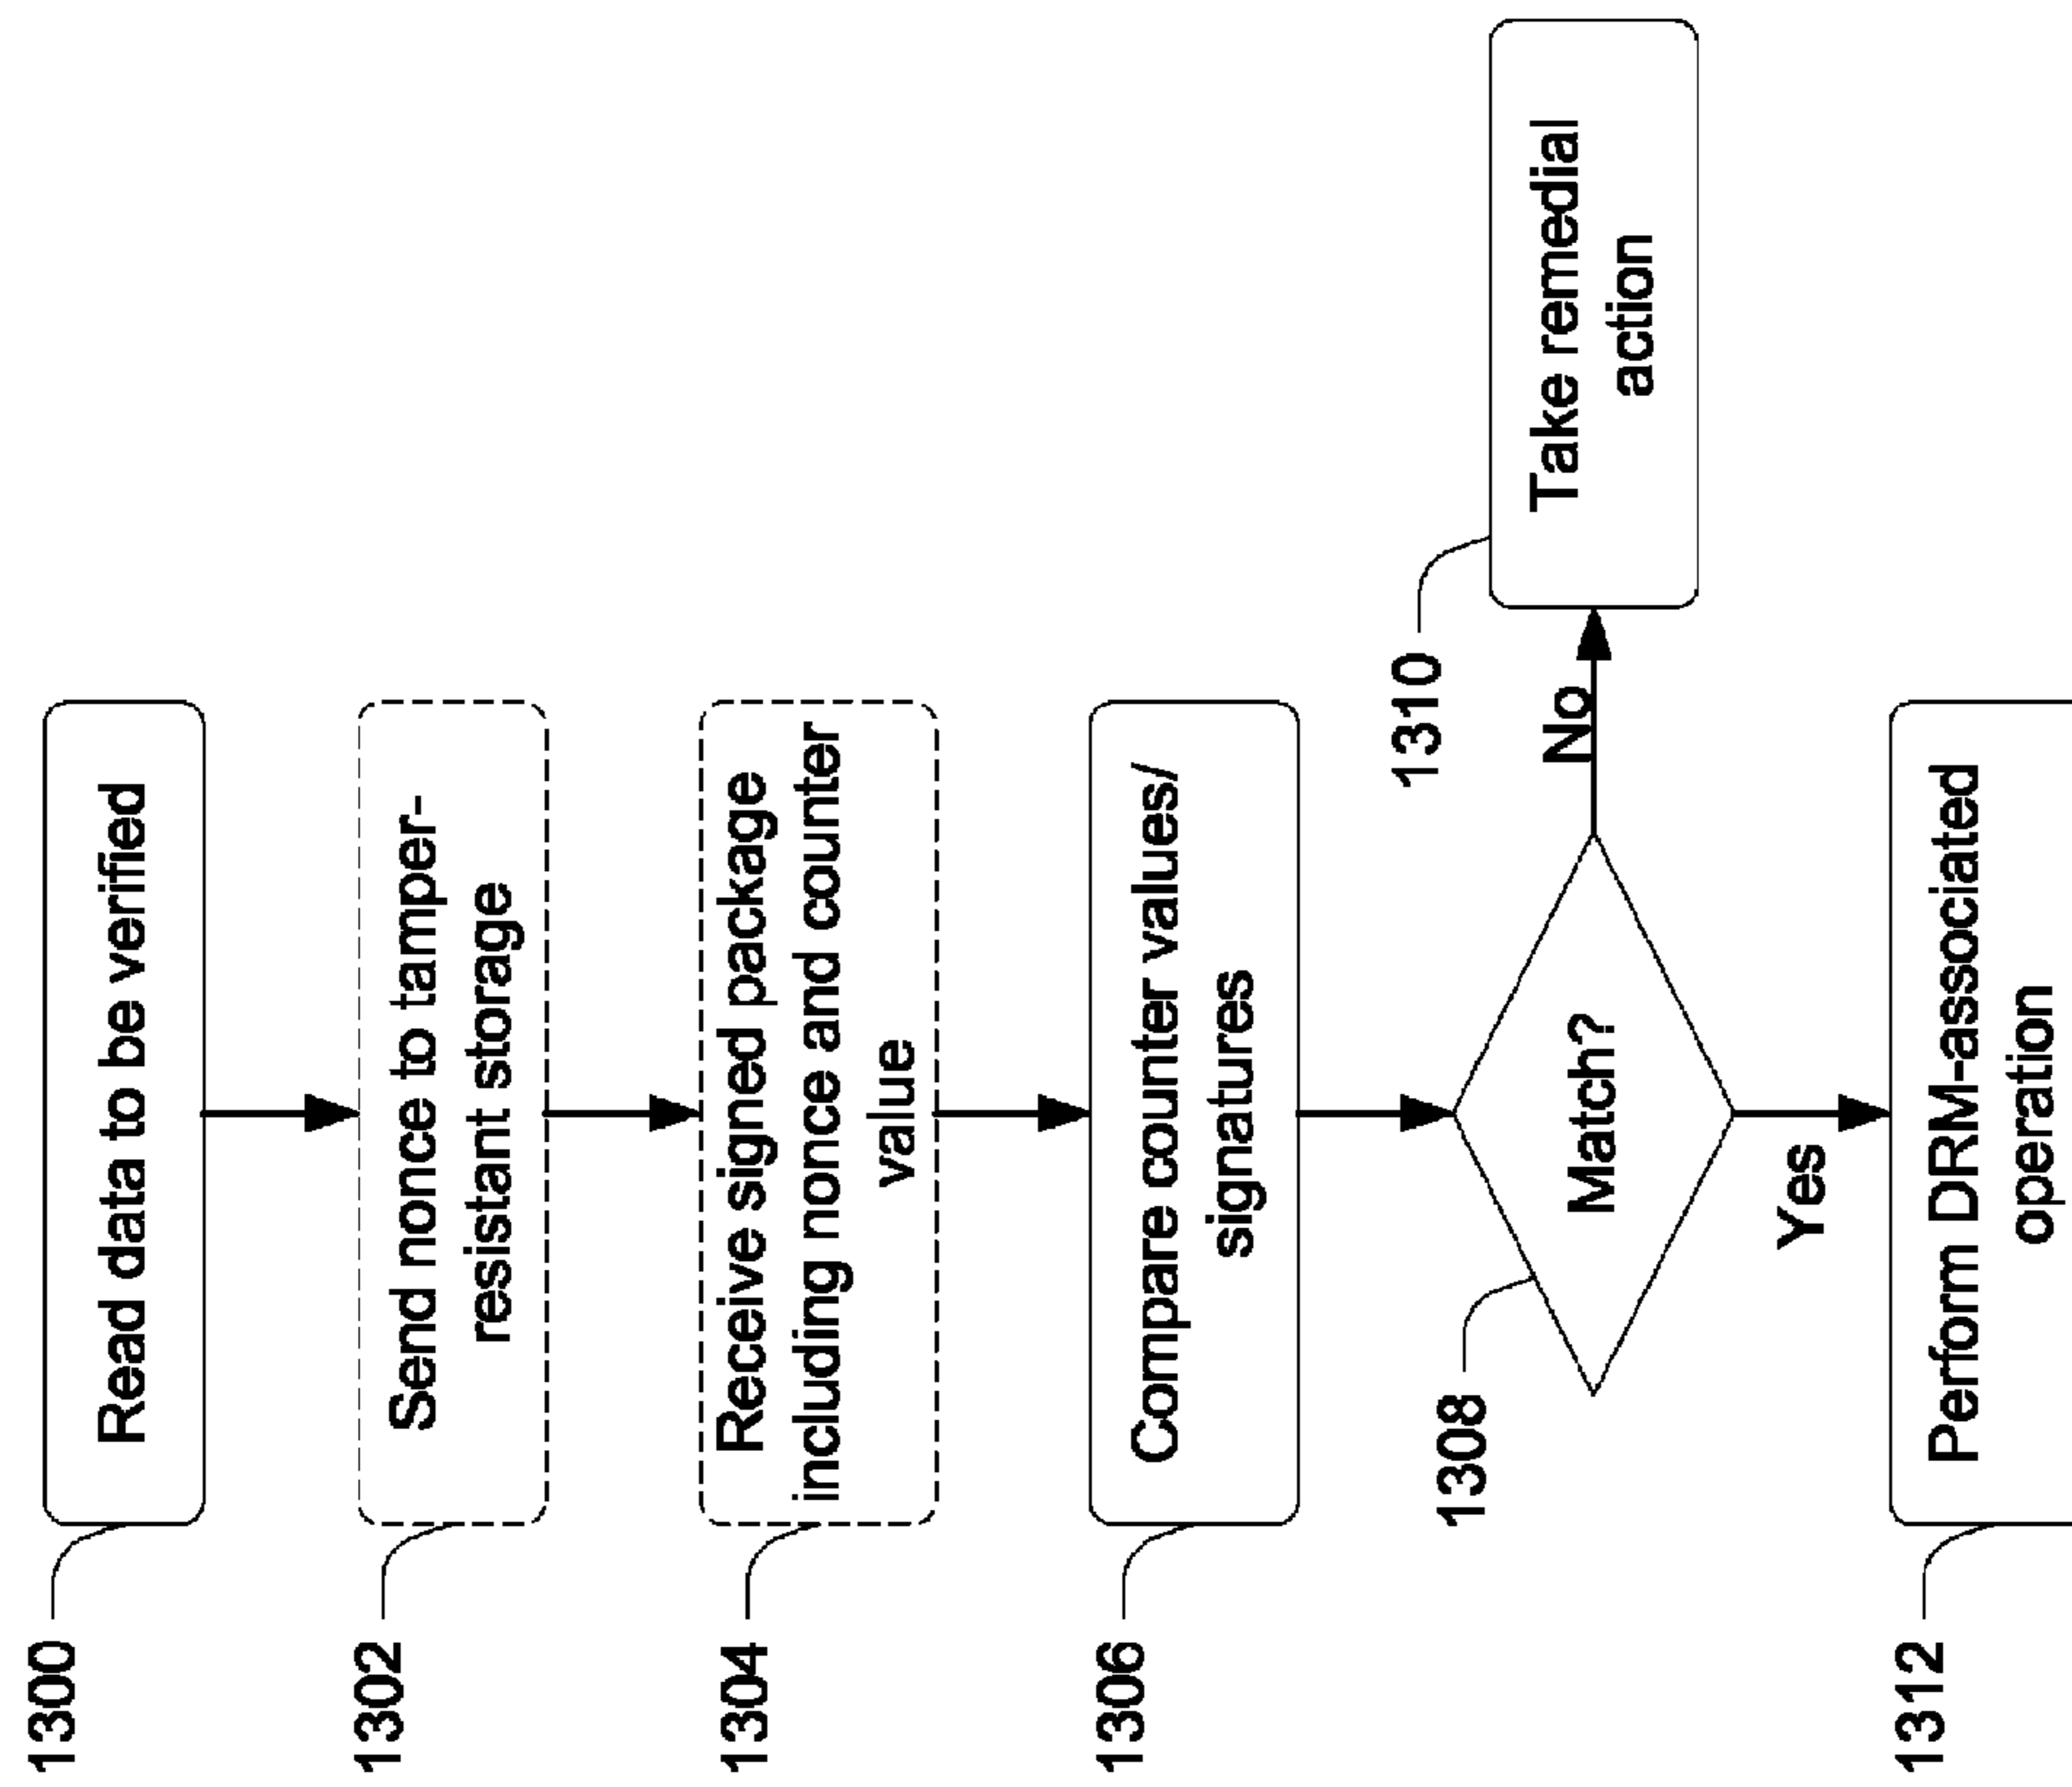 1300
Read data to be verified
1302
Send nonce to tamper-
resistant storage
1304
Receive signed package
including nonce and counter
value
1306
Compare counter values/
signatures
1308
Match?
No
1310
Take remedial
action
Yes
1312
Perform DRM-associated
operation